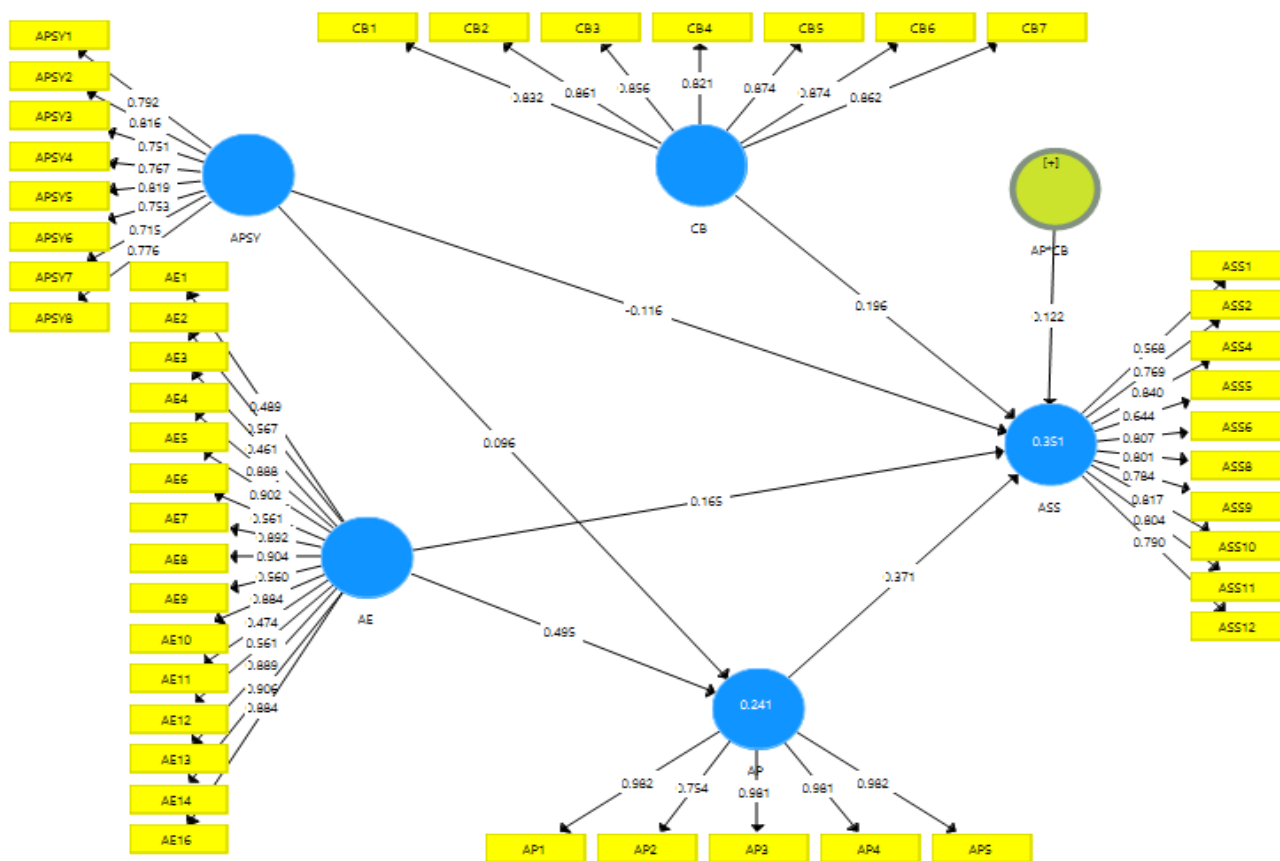 APSY1
APSY2
APSY3
APSY4
APSY5
APSY6
APSY7
APSY8
0.792
0.816
0.751
0.767
0.819
0.753
0.715
0.776
APSY
CB1
CB2
CB3
CB4
CB5
CB6
CB7
0.832
0.861
0.856
0.821
0.874
0.874
0.862
CB
[+]
AP*CB
0.122
0.196
-0.116
0.096
0.165
0.495
0.371
AE1
AE2
AE3
AE4
AE5
AE6
AE7
AE8
AE9
AE10
AE11
AE12
AE13
AE14
AE16
0.489
0.567
0.461
0.888
0.902
0.561
0.892
0.904
0.560
0.884
0.474
0.561
0.889
0.906
0.884
AE
0.351
ASS
ASS1
ASS2
ASS4
ASS5
ASS6
ASS8
ASS9
ASS10
ASS11
ASS12
0.568
0.769
0.840
0.644
0.807
0.801
0.784
0.817
0.804
0.790
0.241
AP
0.982
0.754
0.981
0.981
0.982
AP1
AP2
AP3
AP4
AP5